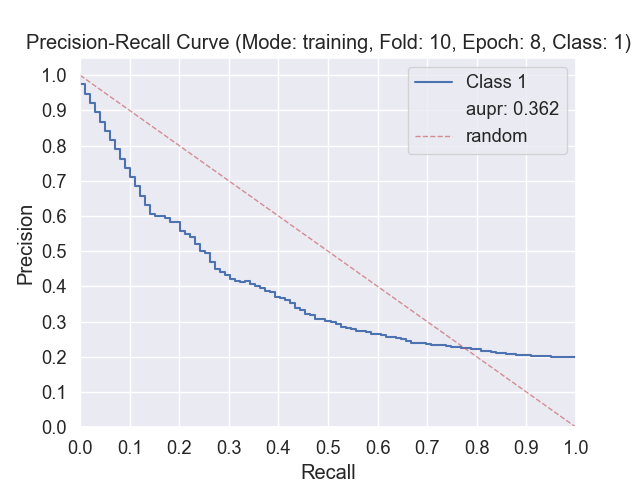 Precision-Recall Curve (Mode: training, Fold: 10, Epoch: 8, Class: 1)
Class 1
aupr: 0.362
random
Precision
1.0
0.9
0.8
0.7
0.6
0.5
0.4
0.3
0.2
0.1
0.0
0.0 0.1 0.2 0.3 0.4 0.5 0.6 0.7 0.8 0.9 1.0
Recall